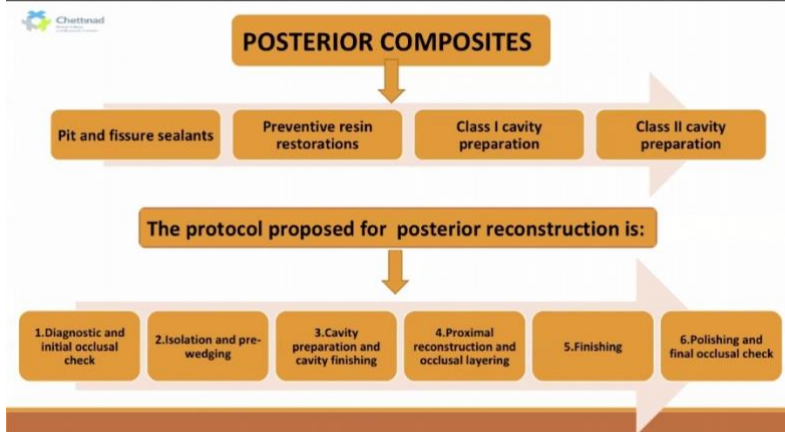 Chettinad
POSTERIOR COMPOSITES
Pit and fissure sealants
Preventive resin
restorations
Class I cavity
preparation
Class II cavity
preparation
The protocol proposed for posterior reconstruction is:
1.Diagnostic and
initial occlusal
check
2.Isolation and pre-
wedging
3.Cavity
preparation and
cavity finishing
4.Proximal
reconstruction and
occlusal layering
5.Finishing
6.Polishing and
final occlusal check